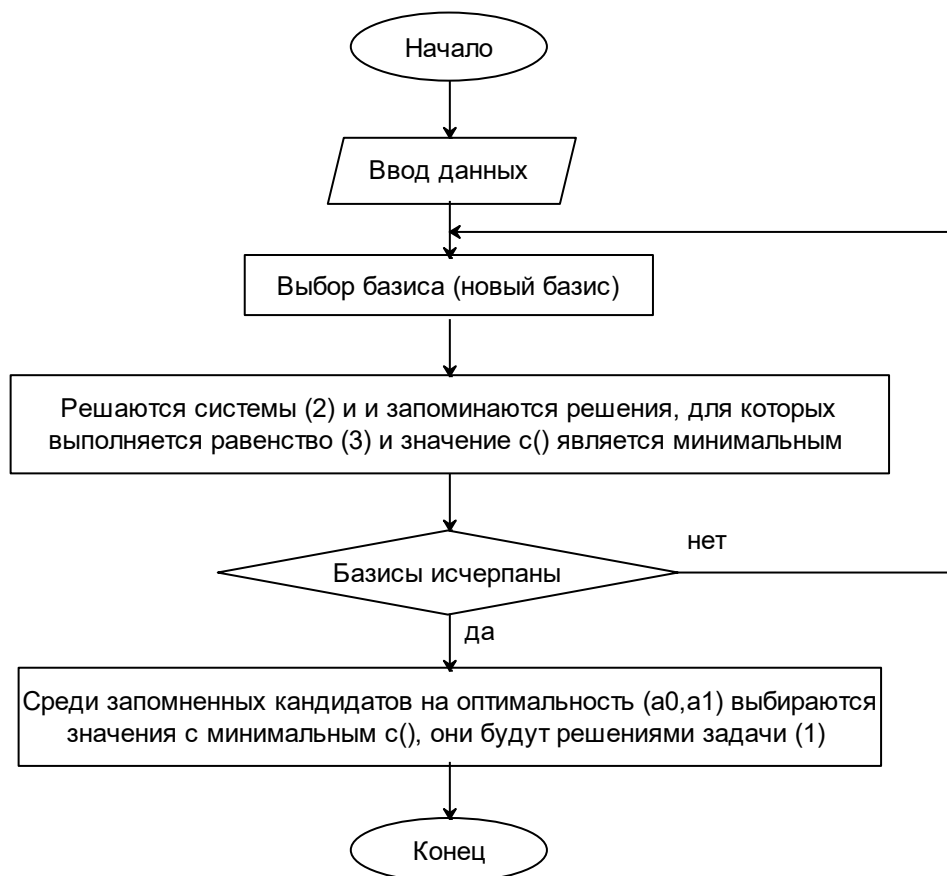 Начало
Ввод данных
Выбор базиса (новый базис)
Решаются системы (2) и и запоминаются решения, для которых
выполняется равенство (3) и значение c() является минимальным
нет
Базисы исчерпаны
да
Среди запомненных кандидатов на оптимальность (a0,a1) выбираются
значения с минимальным c(), они будут решениями задачи (1)
Конец